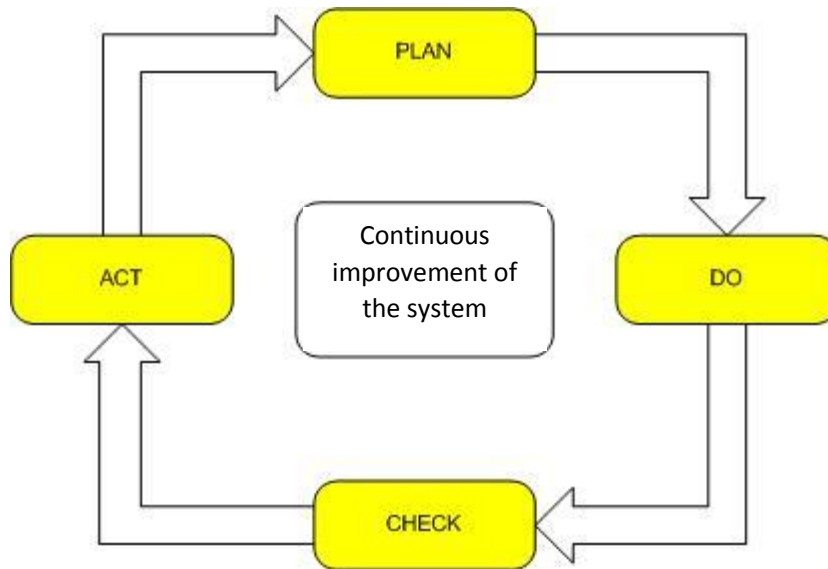 PLAN
ACT
Continuous
improvement of
the system
DO
CHECK